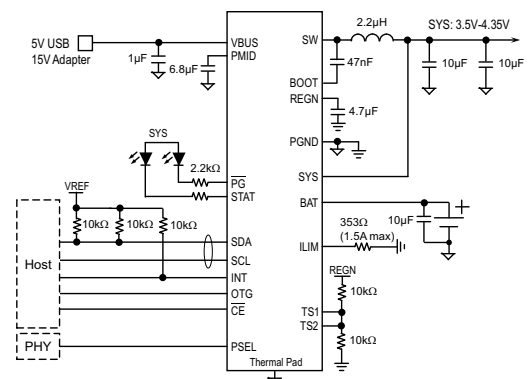 5V USB
15V Adapter
1μF
6.8μF
VBUS
PMID
SYS
2.2kΩ
PG
STAT
VREF
10kΩ
10kΩ
10kΩ
Host
SDA
SCL
INT
OTG
CE
PHY
PSEL
Thermal Pad
SW
2.2μH
SYS: 3.5V-4.35V
47nF
10μF
10μF
BOOT
REGN
4.7μF
PGND
SYS
BAT
10μF
353Ω
(1.5A max)
ILIM
REGN
10kΩ
TS1
TS2
10kΩ